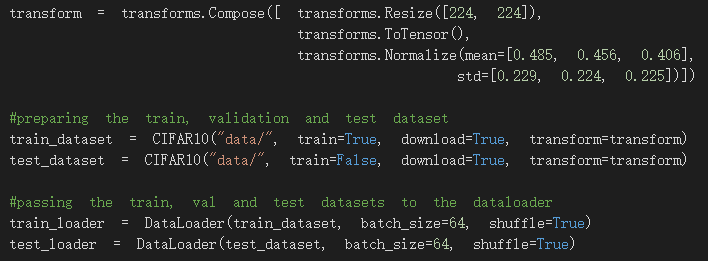 transform = transforms.Compose([ transforms.Resize([224, 224]),
transforms.ToTensor(),
transforms.Normalize(mean=[0.485, 0.456, 0.406],
std=[0.229, 0.224, 0.225])])
#preparing the train, validation and test dataset
train_dataset = CIFAR10("data/", train=True, download=True, transform=transform)
test_dataset = CIFAR10("data/", train=False, download=True, transform=transform)
#passing the train, val and test datasets to the dataloader
train_loader = DataLoader(train_dataset, batch_size=64, shuffle=True)
test_loader = DataLoader(test_dataset, batch_size=64, shuffle=True)